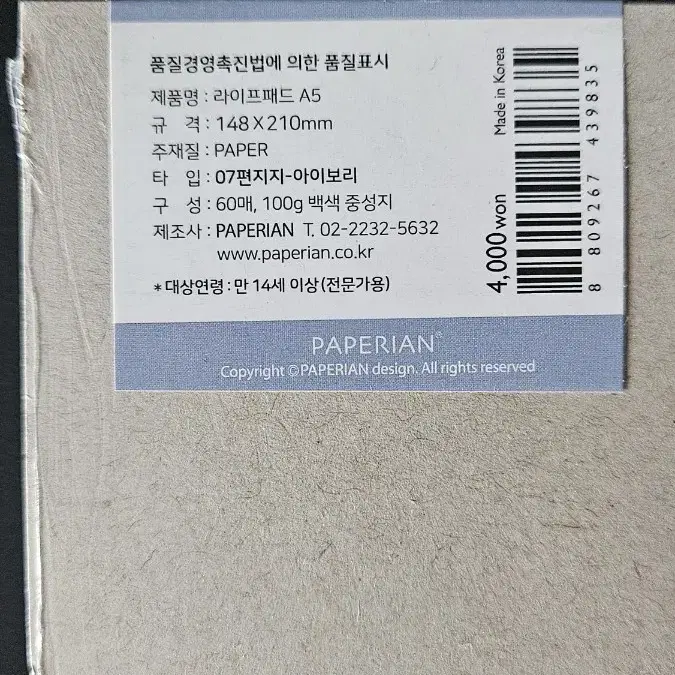 품질경영촉진법에 의한 품질표시
제품명 : 라이프패드 A5
규 격 : 148X210mm
주재질 : PAPER
타 입 : 07편지지-아이보리
구 성 : 60매, 100g 백색 중성지
제조사 : PAPERIAN T. 02-2232-5632
www.paperian.co.kr
*대상연령 : 만 14세 이상(전문가용)
4,000won
Made in Korea
8 809267 439835
PAPERIAN®
Copyright ©PAPERIAN design. All rights reserved